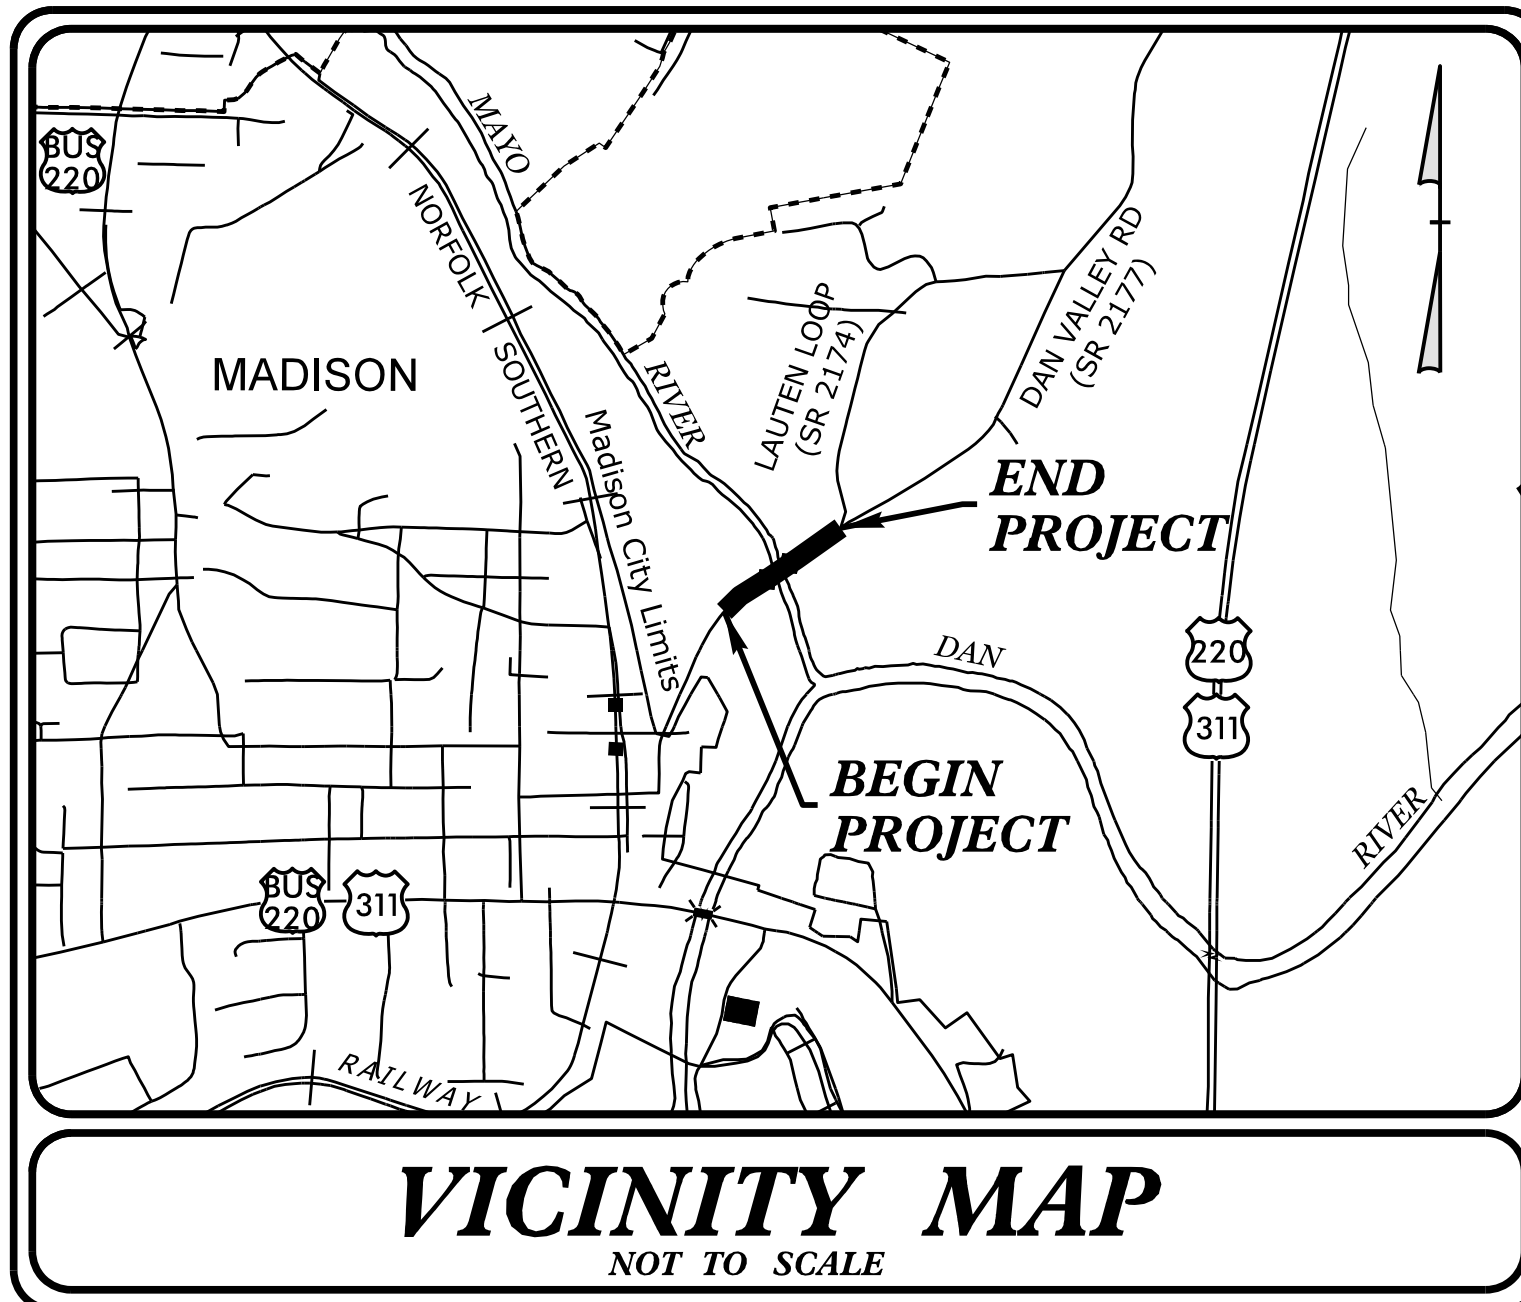 MAYO
BUS
220
NORFOLK
DAN VALLEY RD
(SR 2177)
LAUTEN LOOP
(SR 2174)
SOUTHERN
MADISON
RIVER
Madison City Limits
END
PROJECT
DAN
220
311
BEGIN
PROJECT
RIVER
BUS
220
311
RAILWAY
VICINITY MAP
NOT TO SCALE